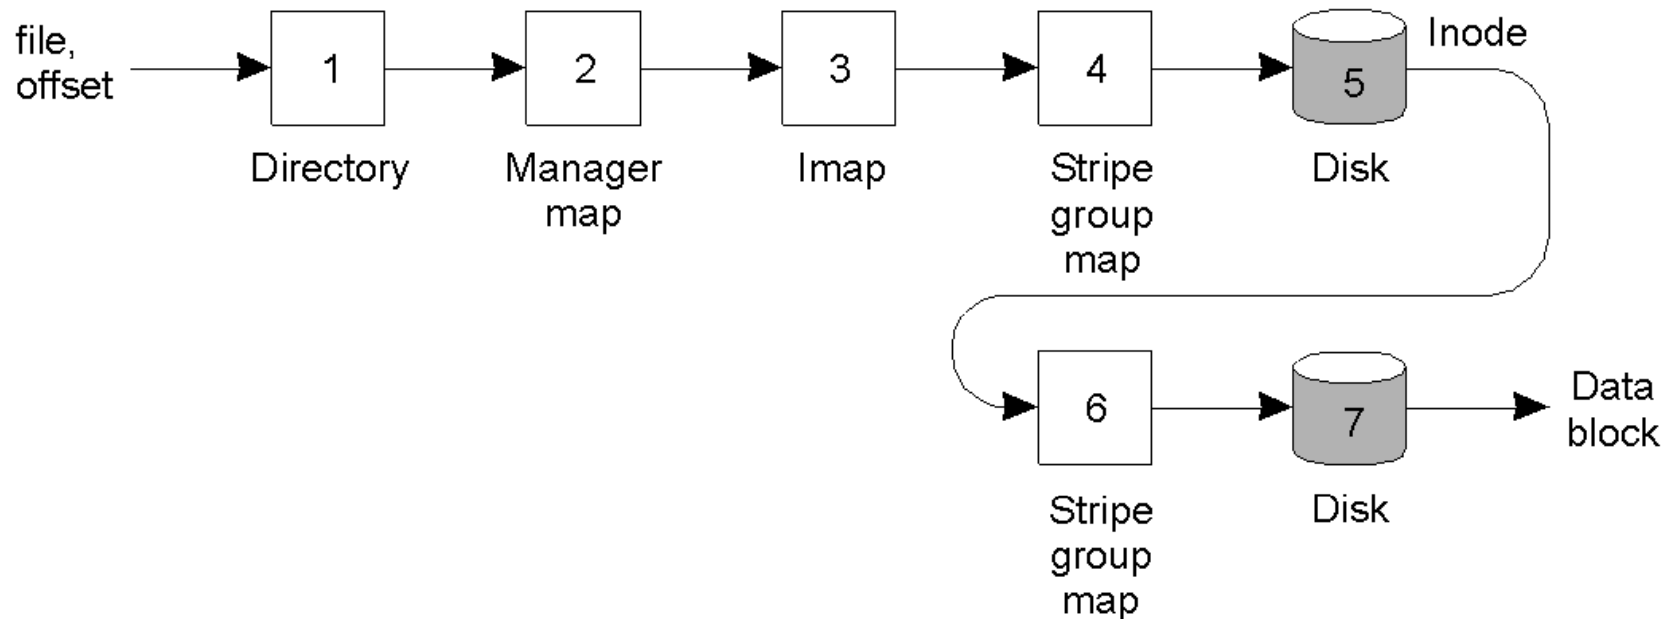 file,
offset
1
2
3
4
5
Inode
Directory
Manager
map
Imap
Stripe
group
map
Disk
6
7
Data
block
Stripe
group
map
Disk